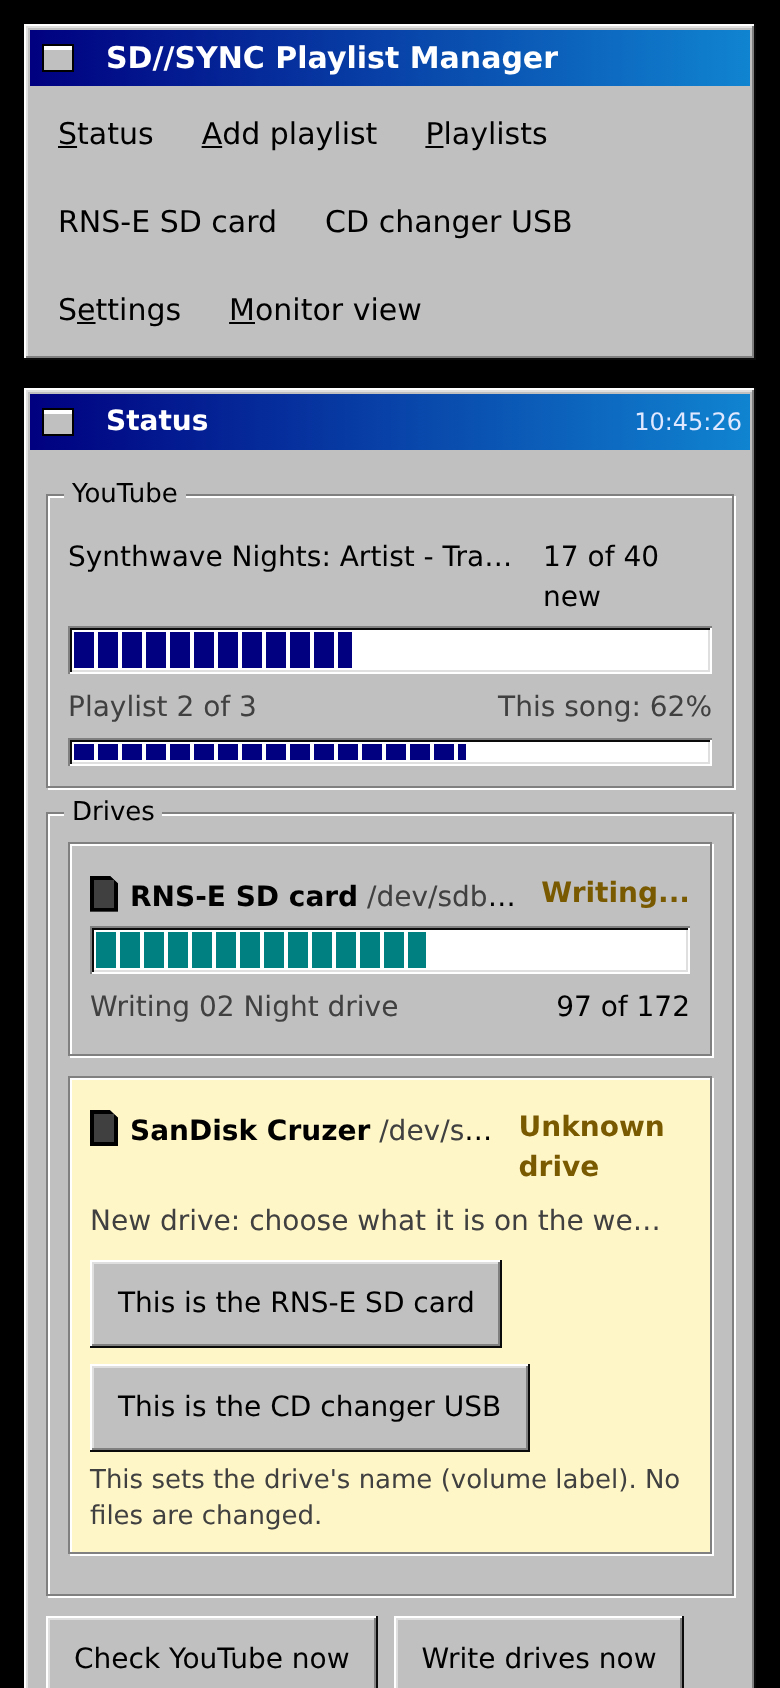 SD//SYNC Playlist Manager
Status Add playlist Playlists
RNS-E SD card CD changer USB
Settings Monitor view
Status 10:45:26
YouTube
Synthwave Nights: Artist - Tra... 17 of 40
new
Playlist 2 of 3 This song: 62%
Drives
RNS-E SD card /dev/sdb... Writing...
Writing 02 Night drive 97 of 172
SanDisk Cruzer /dev/s... Unknown
drive
New drive: choose what it is on the we...
This is the RNS-E SD card
This is the CD changer USB
This sets the drive's name (volume label). No
files are changed.
Check YouTube now Write drives now